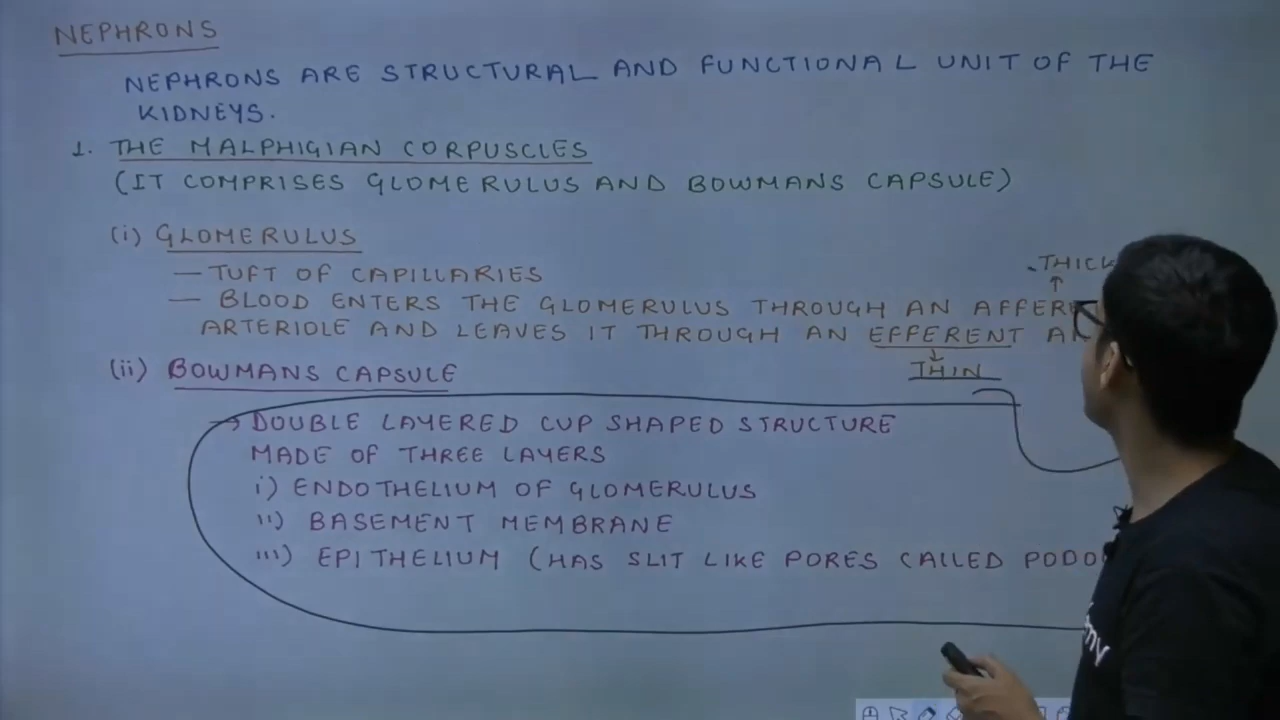 NEPHRONS
NEPHRONS ARE STRUCTURAL AND FUNCTIONAL UNIT OF THE
KIDNEYS.
1. THE MALPHIGIAN CORPUSCLES
(IT COMPRISES GLOMERULUS AND BOWMANS CAPSULE)
(i) GLOMERULUS
THICK
— TUFT OF CAPILLARIES
— BLOOD ENTERS THE GLOMERULUS THROUGH AN AFFERE
ARTERIOLE AND LEAVES IT THROUGH AN EFFERENT AR
THIN
(ii) BOWMANS CAPSULE
→ DOUBLE LAYERED CUP SHAPED STRUCTURE
MADE OF THREE LAYERS
i) ENDOTHELIUM OF GLOMERULUS
ii) BASEMENT MEMBRANE
iii) EPITHELIUM (HAS SLIT LIKE PORES CALLED PODO